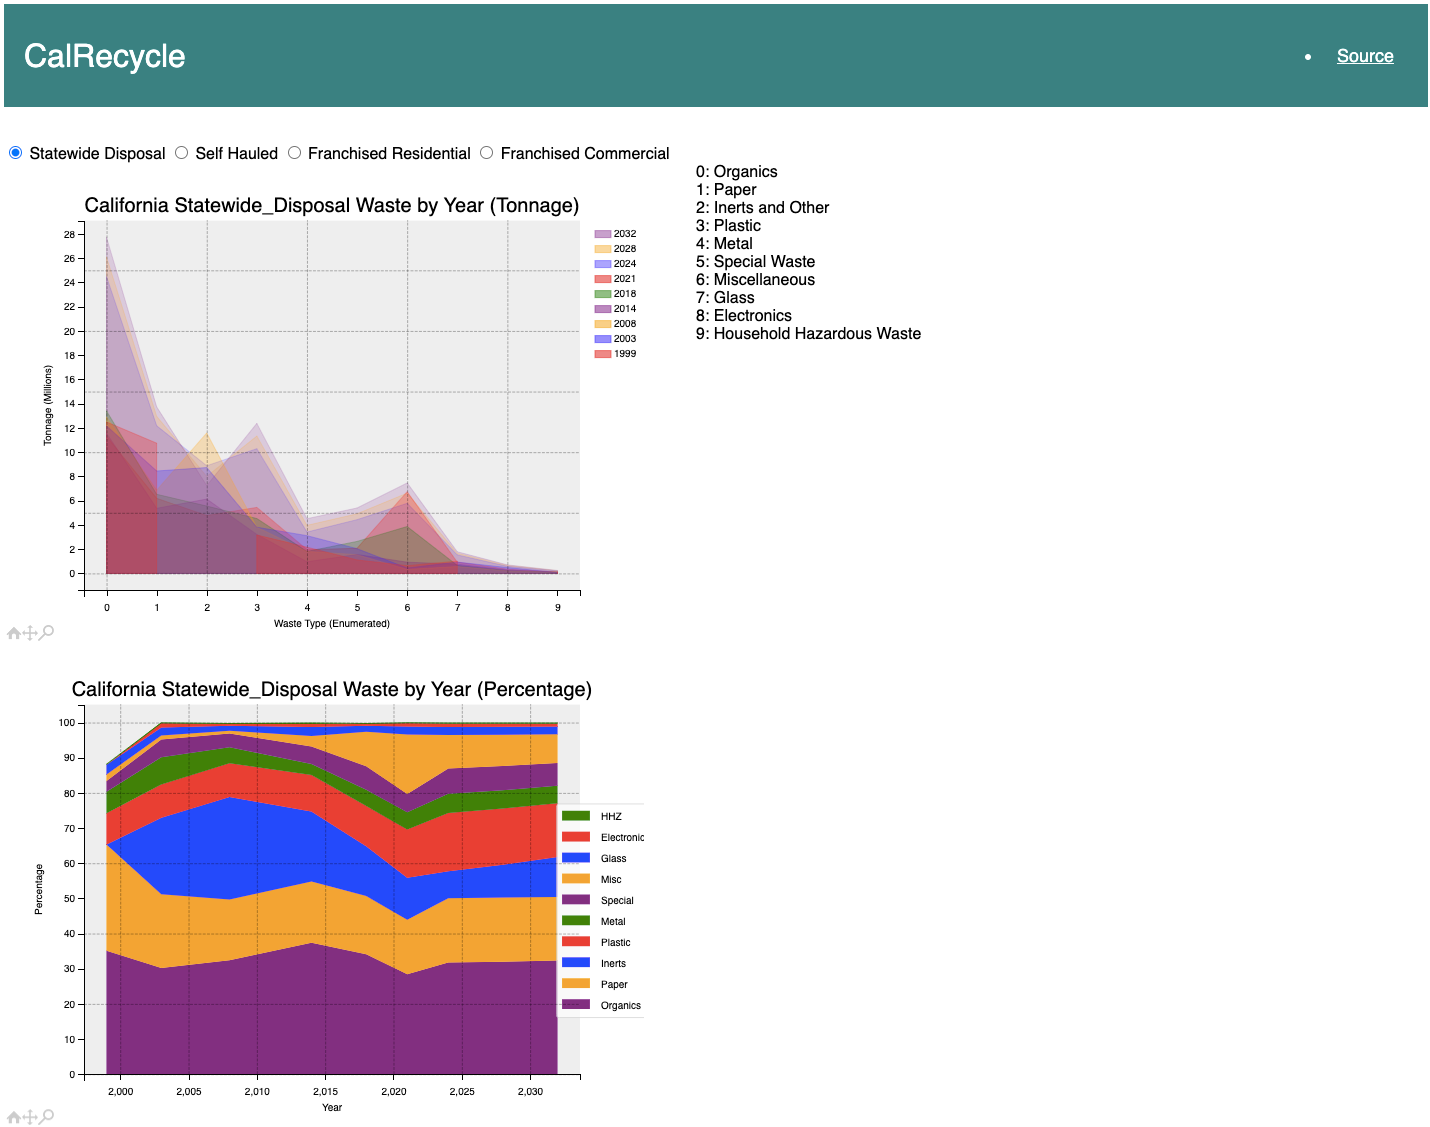 CalRecycle
• Source
Statewide Disposal Self Hauled Franchised Residential Franchised Commercial
0: Organics
1: Paper
2: Inerts and Other
3: Plastic
4: Metal
5: Special Waste
6: Miscellaneous
7: Glass
8: Electronics
9: Household Hazardous Waste
California Statewide_Disposal Waste by Year (Tonnage)
28
26
24
22
20
18
16
14
12
10
8
6
4
2
0
Tonnage (Millions)
0 1 2 3 4 5 6 7 8 9
Waste Type (Enumerated)
2032
2028
2024
2021
2018
2014
2008
2003
1999
California Statewide_Disposal Waste by Year (Percentage)
100
90
80
70
60
50
40
30
20
10
0
Percentage
2,000 2,005 2,010 2,015 2,020 2,025 2,030
Year
HHZ
Electronic
Glass
Misc
Special
Metal
Plastic
Inerts
Paper
Organics